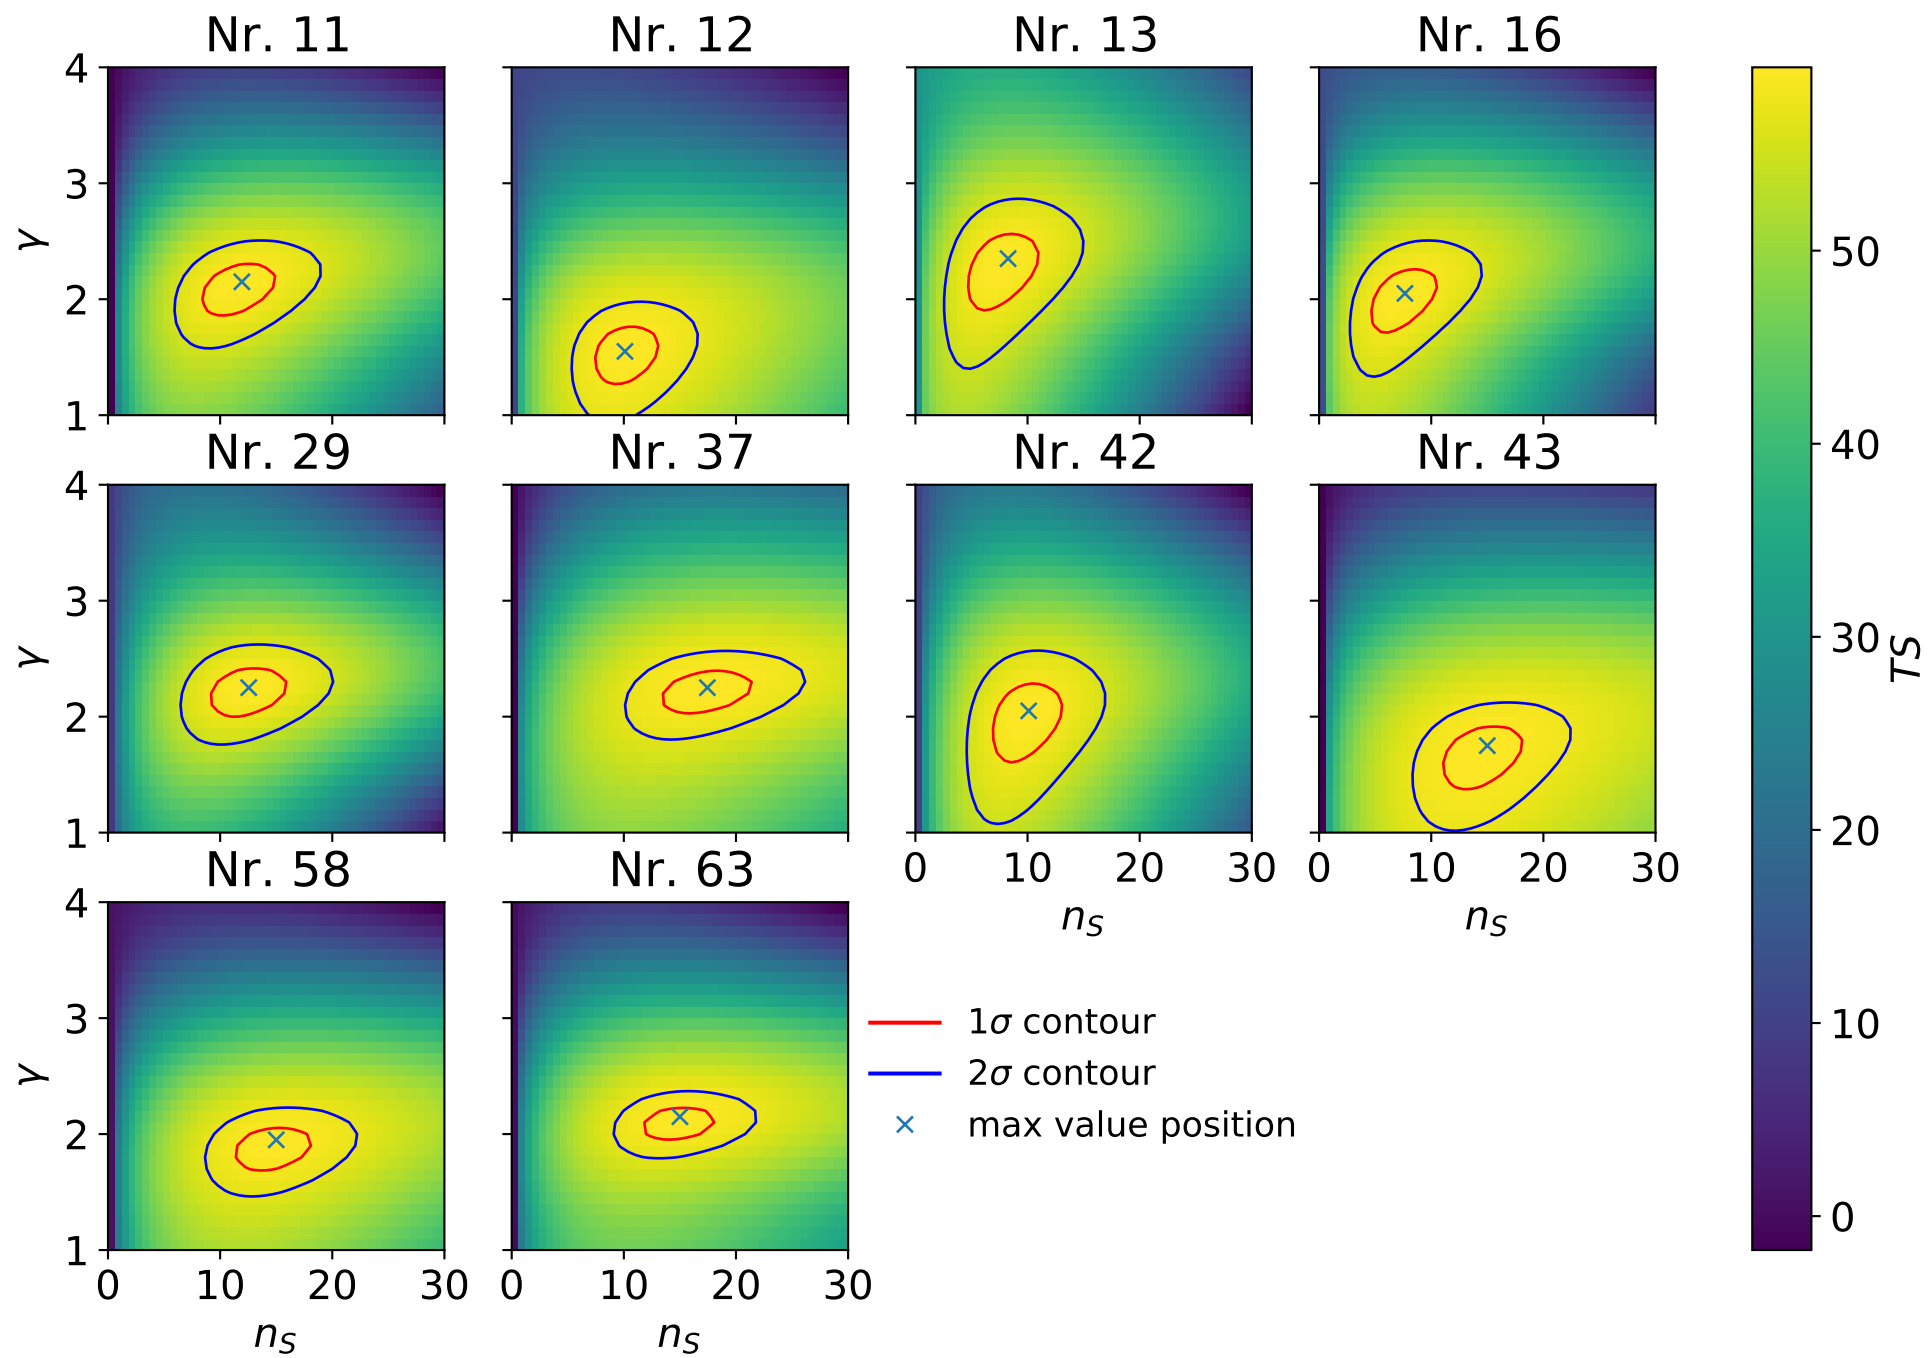 Nr. 11 Nr. 12 Nr. 13 Nr. 16
4
3
γ
2
1
50
40
30
20
10
0
TS
Nr. 29 Nr. 37 Nr. 42 Nr. 43
4
3
γ
2
1
0 10 20 30 0 10 20 30
n_S n_S
Nr. 58 Nr. 63
4
3
γ
2
1
0 10 20 30 0 10 20 30
n_S n_S
1σ contour
2σ contour
max value position